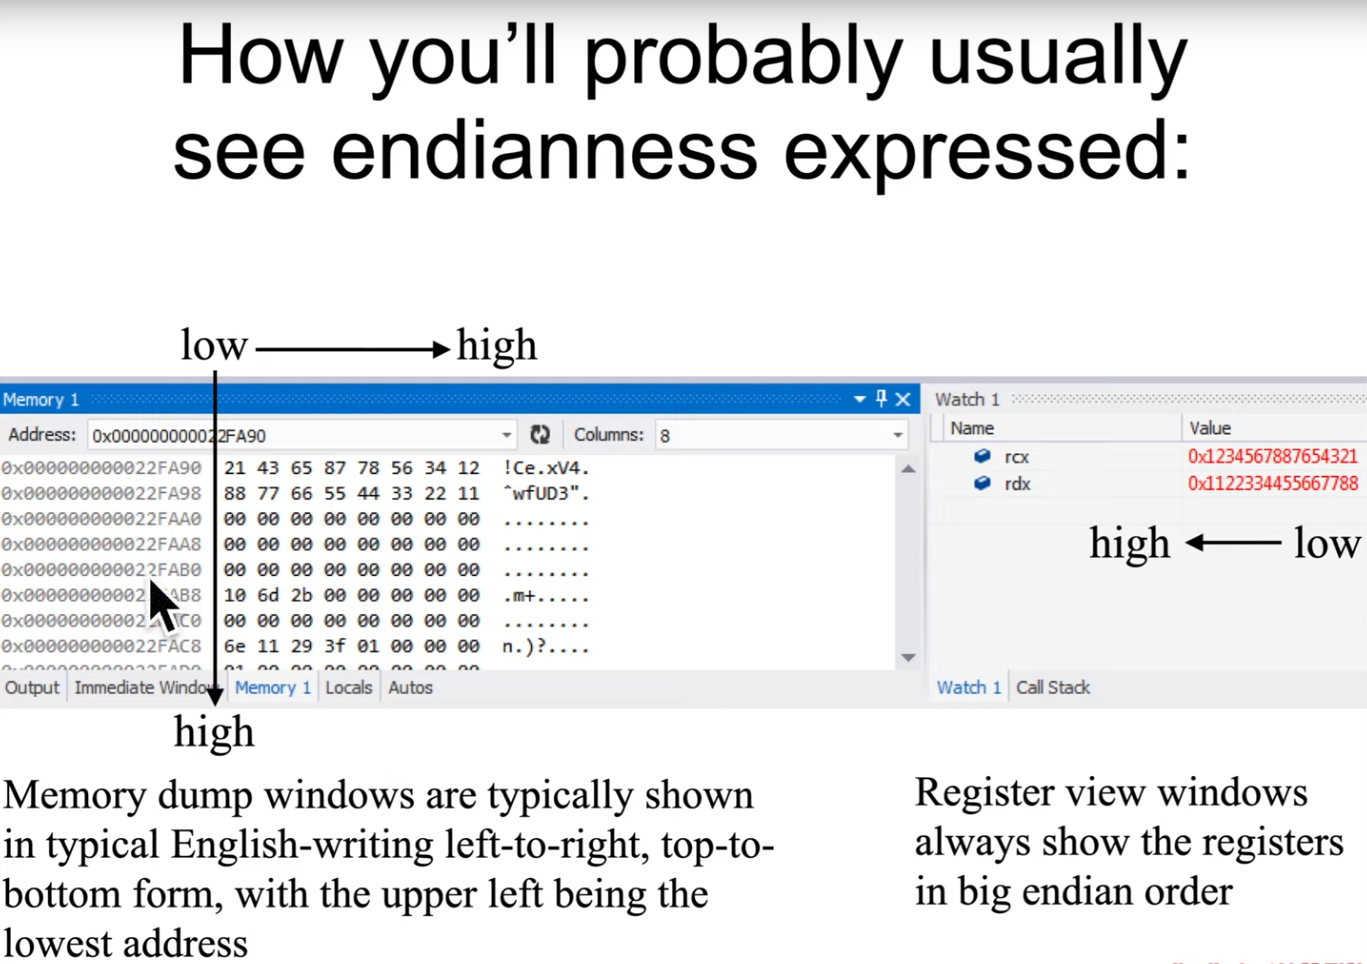 How you'll probably usually
see endianness expressed:
low high
Memory 1
Address: 0x000000000022FA90 Columns: 8
0x000000000022FA90 21 43 65 87 78 56 34 12 !Ce.xV4.
0x000000000022FA98 88 77 66 55 44 33 22 11 ˆwfUD3".
0x000000000022FAA0 00 00 00 00 00 00 00 00 ........
0x000000000022FAA8 00 00 00 00 00 00 00 00 ........
0x000000000022FAB0 00 00 00 00 00 00 00 00 ........
AB8 10 6d 2b 00 00 00 00 00 .m+.....
C0 00 00 00 00 00 00 00 00 ........
0x000000000022FAC8 6e 11 29 3f 01 00 00 00 n.)?....
Output Immediate Window Memory 1 Locals Autos
Watch 1
Name Value
rcx 0x1234567887654321
rdx 0x1122334455667788
high low
Watch 1 Call Stack
high
Memory dump windows are typically shown
in typical English-writing left-to-right, top-to-
bottom form, with the upper left being the
lowest address
Register view windows
always show the registers
in big endian order